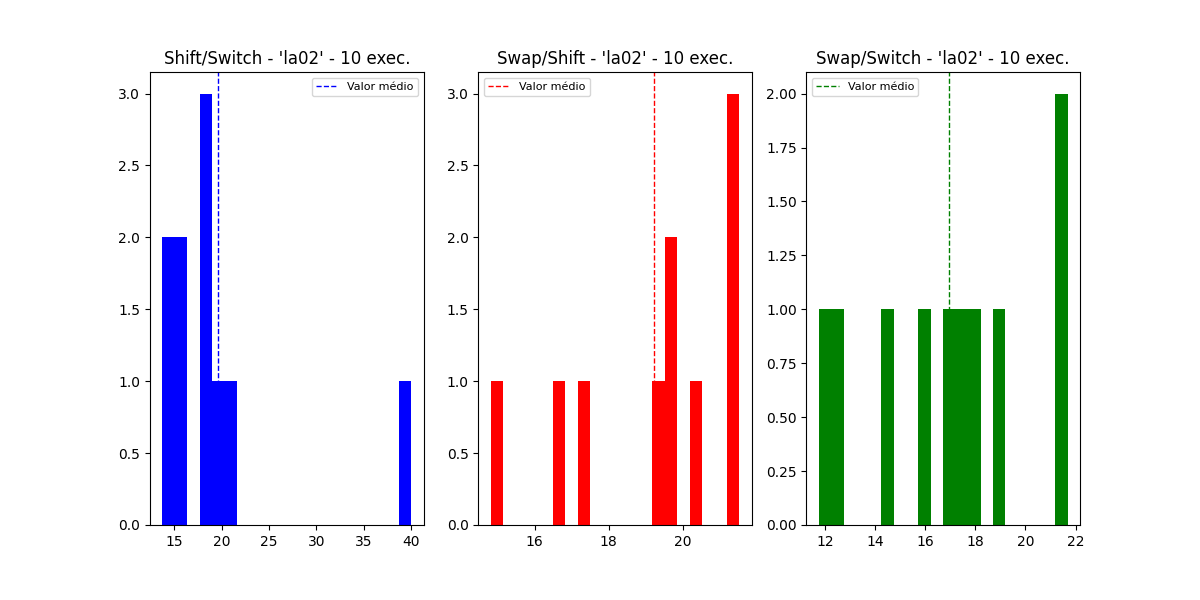 Shift/Switch - 'la02' - 10 exec.
Valor médio
3.0
2.5
2.0
1.5
1.0
0.5
0.0
15 20 25 30 35 40
Swap/Shift - 'la02' - 10 exec.
Valor médio
3.0
2.5
2.0
1.5
1.0
0.5
0.0
16 18 20
Swap/Switch - 'la02' - 10 exec.
Valor médio
2.00
1.75
1.50
1.25
1.00
0.75
0.50
0.25
0.00
12 14 16 18 20 22